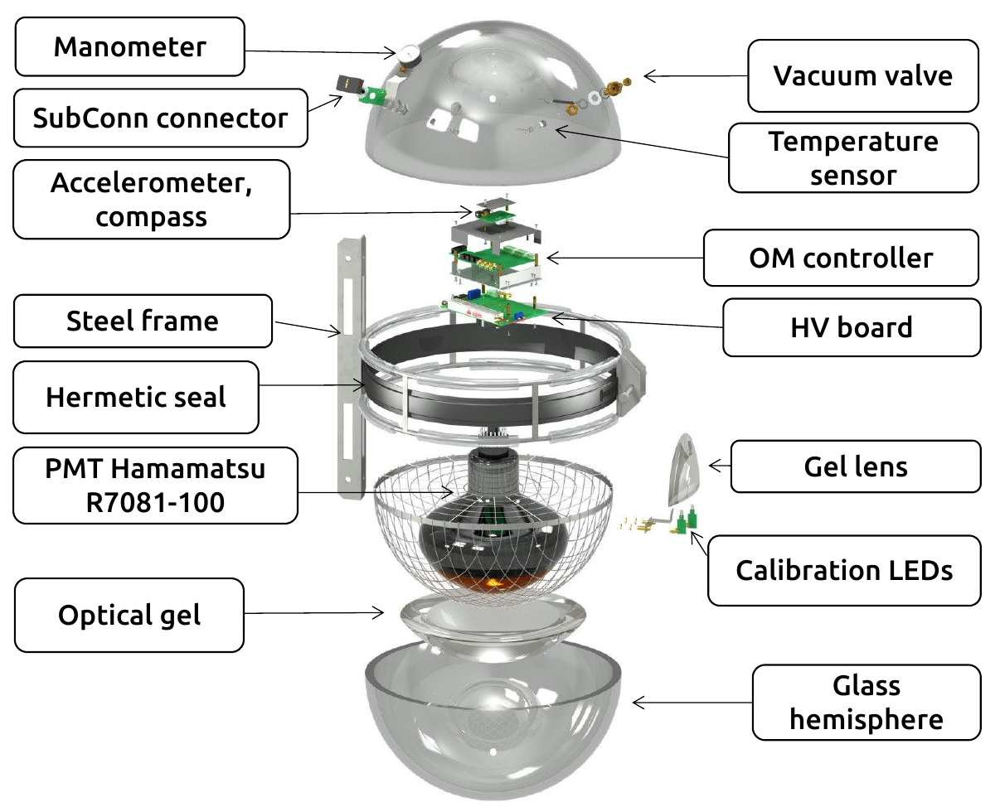 Manometer
SubConn connector
Accelerometer,
compass
Steel frame
Hermetic seal
PMT Hamamatsu
R7081-100
Optical gel
Vacuum valve
Temperature
sensor
OM controller
HV board
Gel lens
Calibration LEDs
Glass
hemisphere